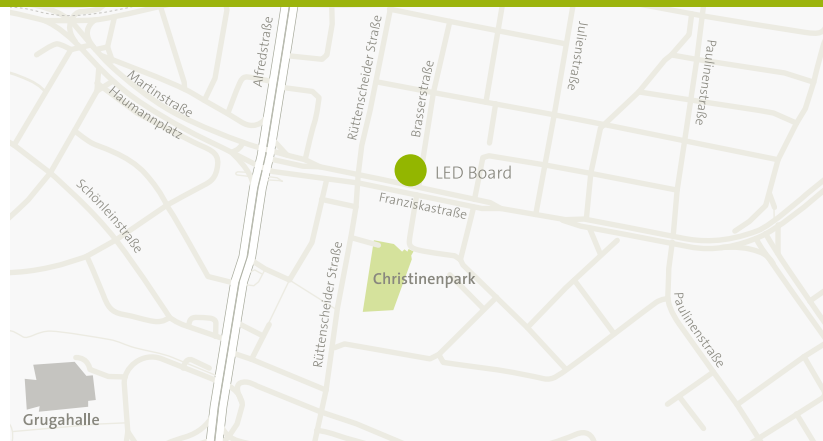 Alfredstraße
Rüttenscheider Straße
Julienstraße
Paulinenstraße
Brasserstraße
Martinstraße
Haumannplatz
LED Board
Schönleinstraße
Franziskastraße
Rüttenscheider Straße
Christinenpark
Paulinenstraße
Grugahalle